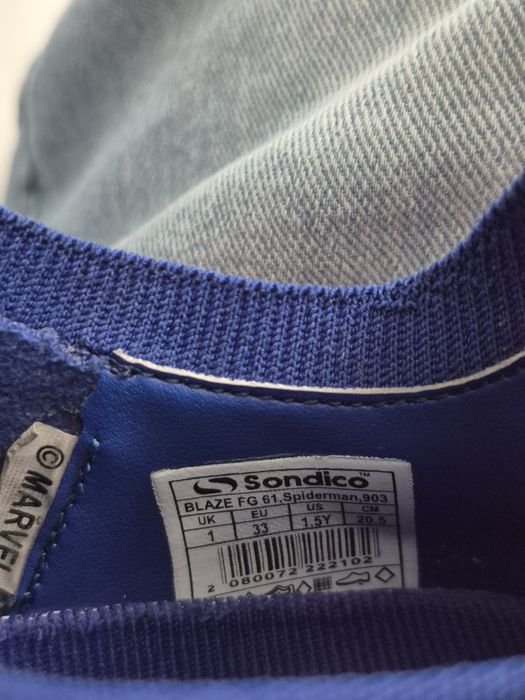 Sondico™
BLAZE FG 61,Spiderman,903
UK EU US CM
1 33 1.5Y 20.5
2 080072 222102
© MARVEL